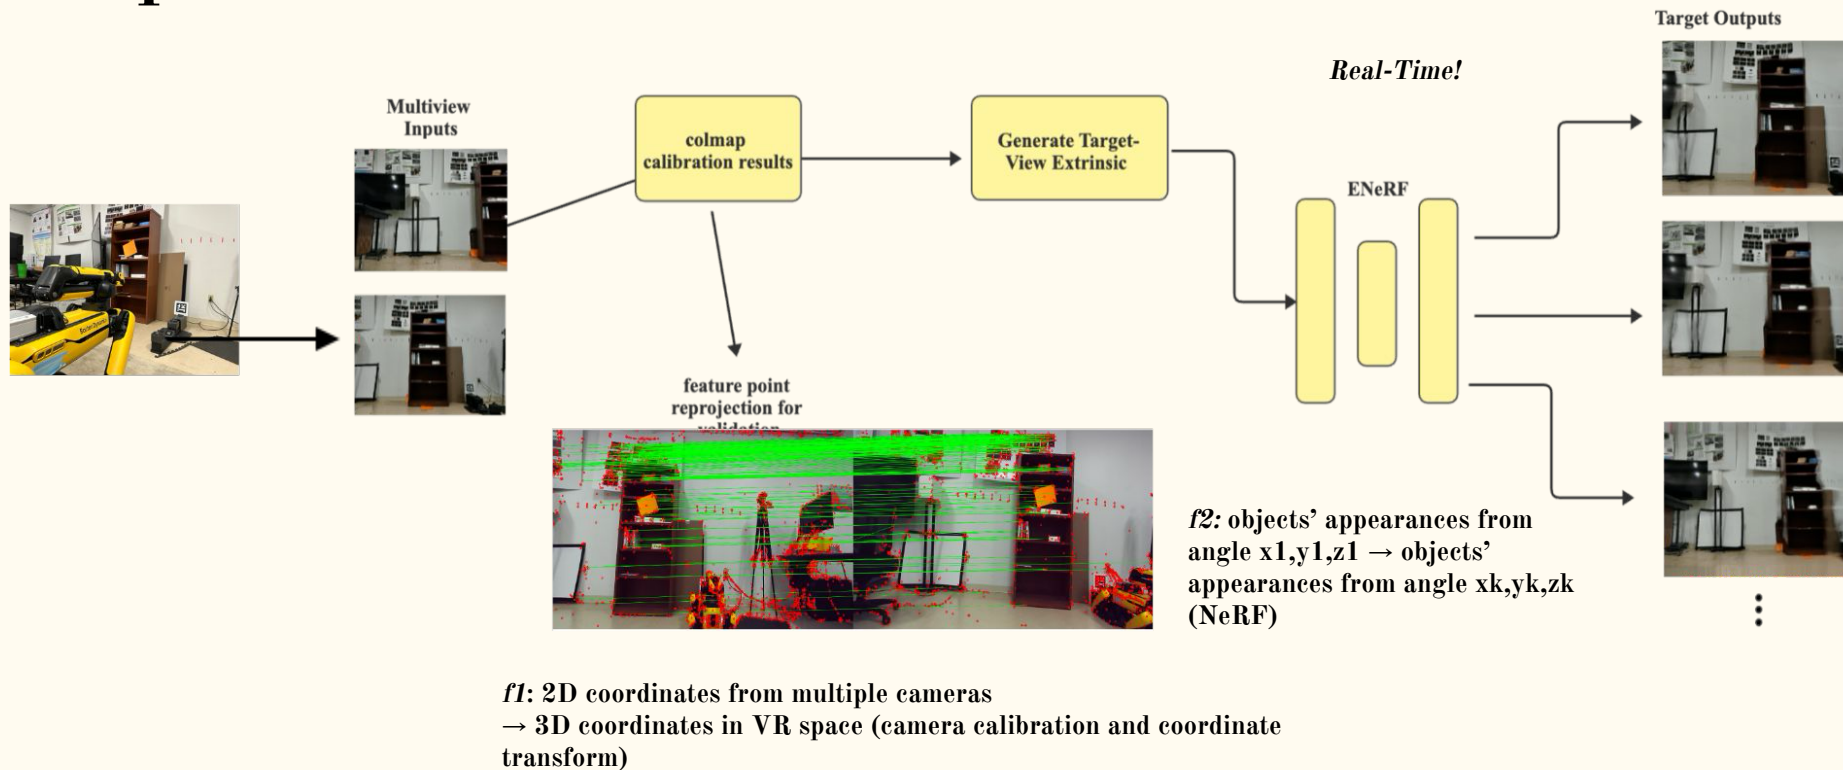 Target Outputs
Real-Time!
Multiview
Inputs
colmap
calibration results
Generate Target-
View Extrinsic
ENeRF
feature point
reprojection for
validation
f2: objects’ appearances from
angle x1,y1,z1 → objects’
appearances from angle xk,yk,zk
(NeRF)
f1: 2D coordinates from multiple cameras
→ 3D coordinates in VR space (camera calibration and coordinate
transform)